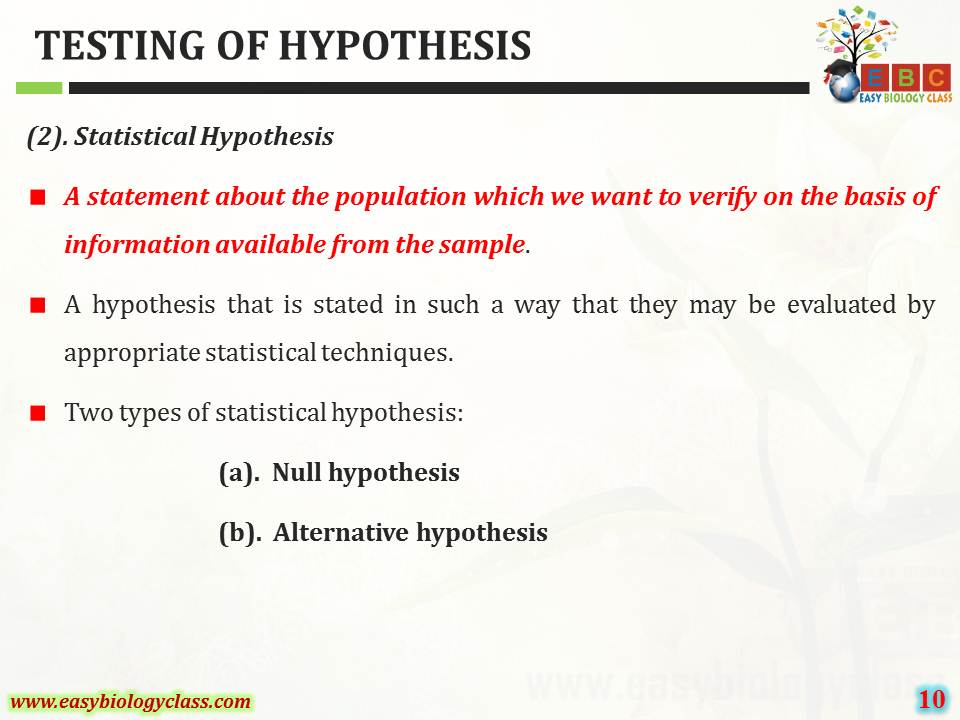 TESTING OF HYPOTHESIS
E B C
EASY BIOLOGY CLASS
(2). Statistical Hypothesis
A statement about the population which we want to verify on the basis of
information available from the sample.
A hypothesis that is stated in such a way that they may be evaluated by
appropriate statistical techniques.
Two types of statistical hypothesis:
(a). Null hypothesis
(b). Alternative hypothesis
www.easybiologyclass.com
10